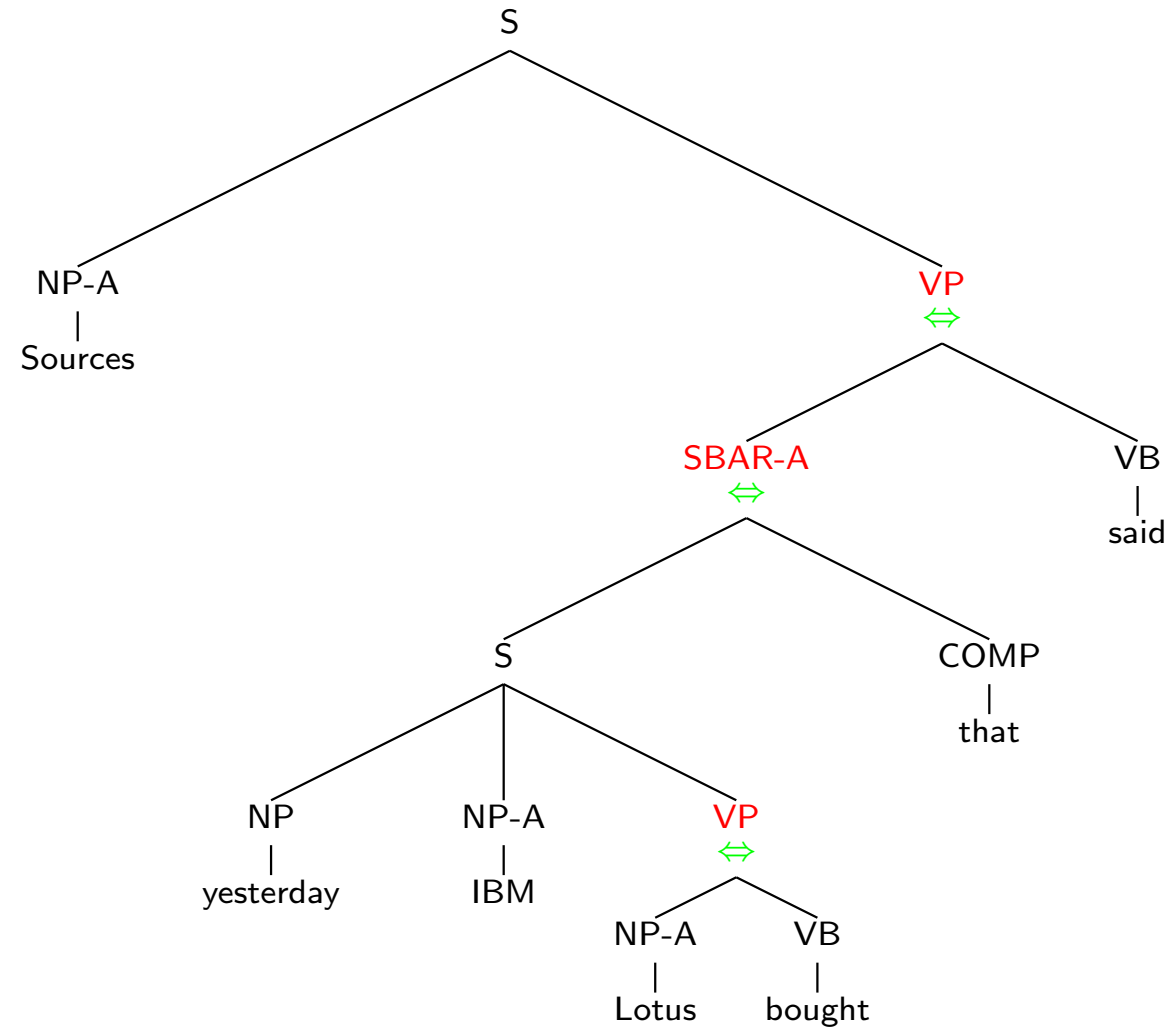 S
NP-A VP
⇔
Sources
SBAR-A VB
⇔
said
S COMP
that
NP NP-A VP
⇔
yesterday IBM
NP-A VB
Lotus bought